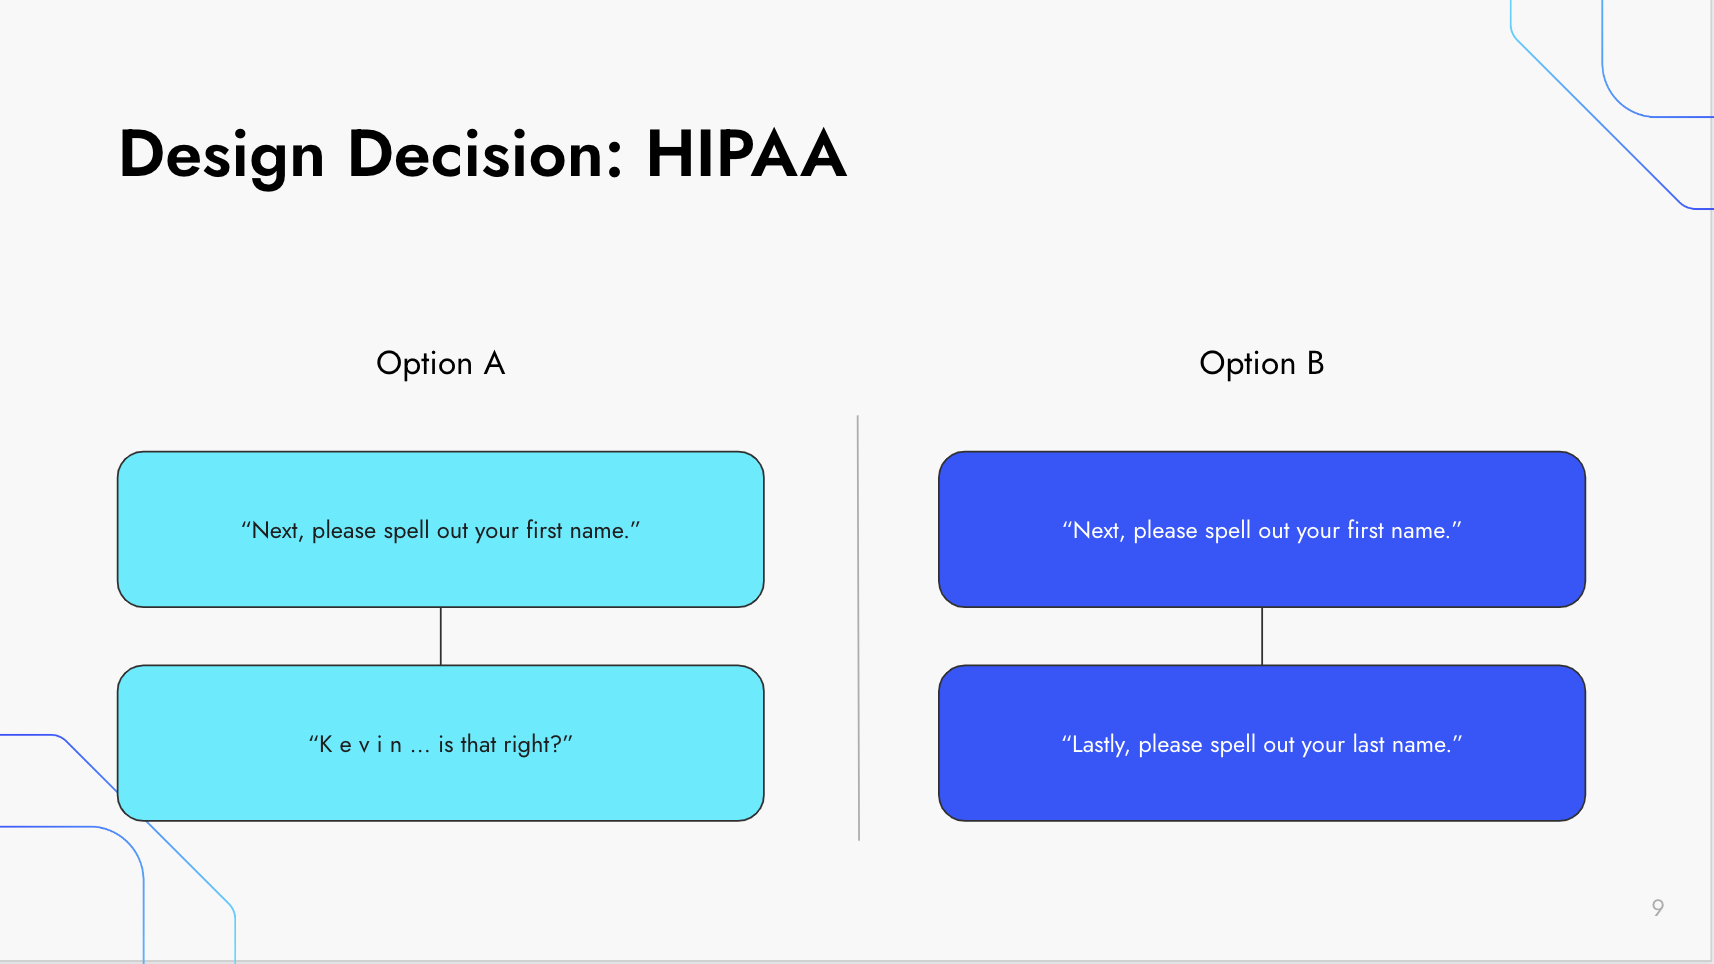 Design Decision: HIPAA
Option A
“Next, please spell out your first name.”
“K e v i n ... is that right?”
Option B
“Next, please spell out your first name.”
“Lastly, please spell out your last name.”
9